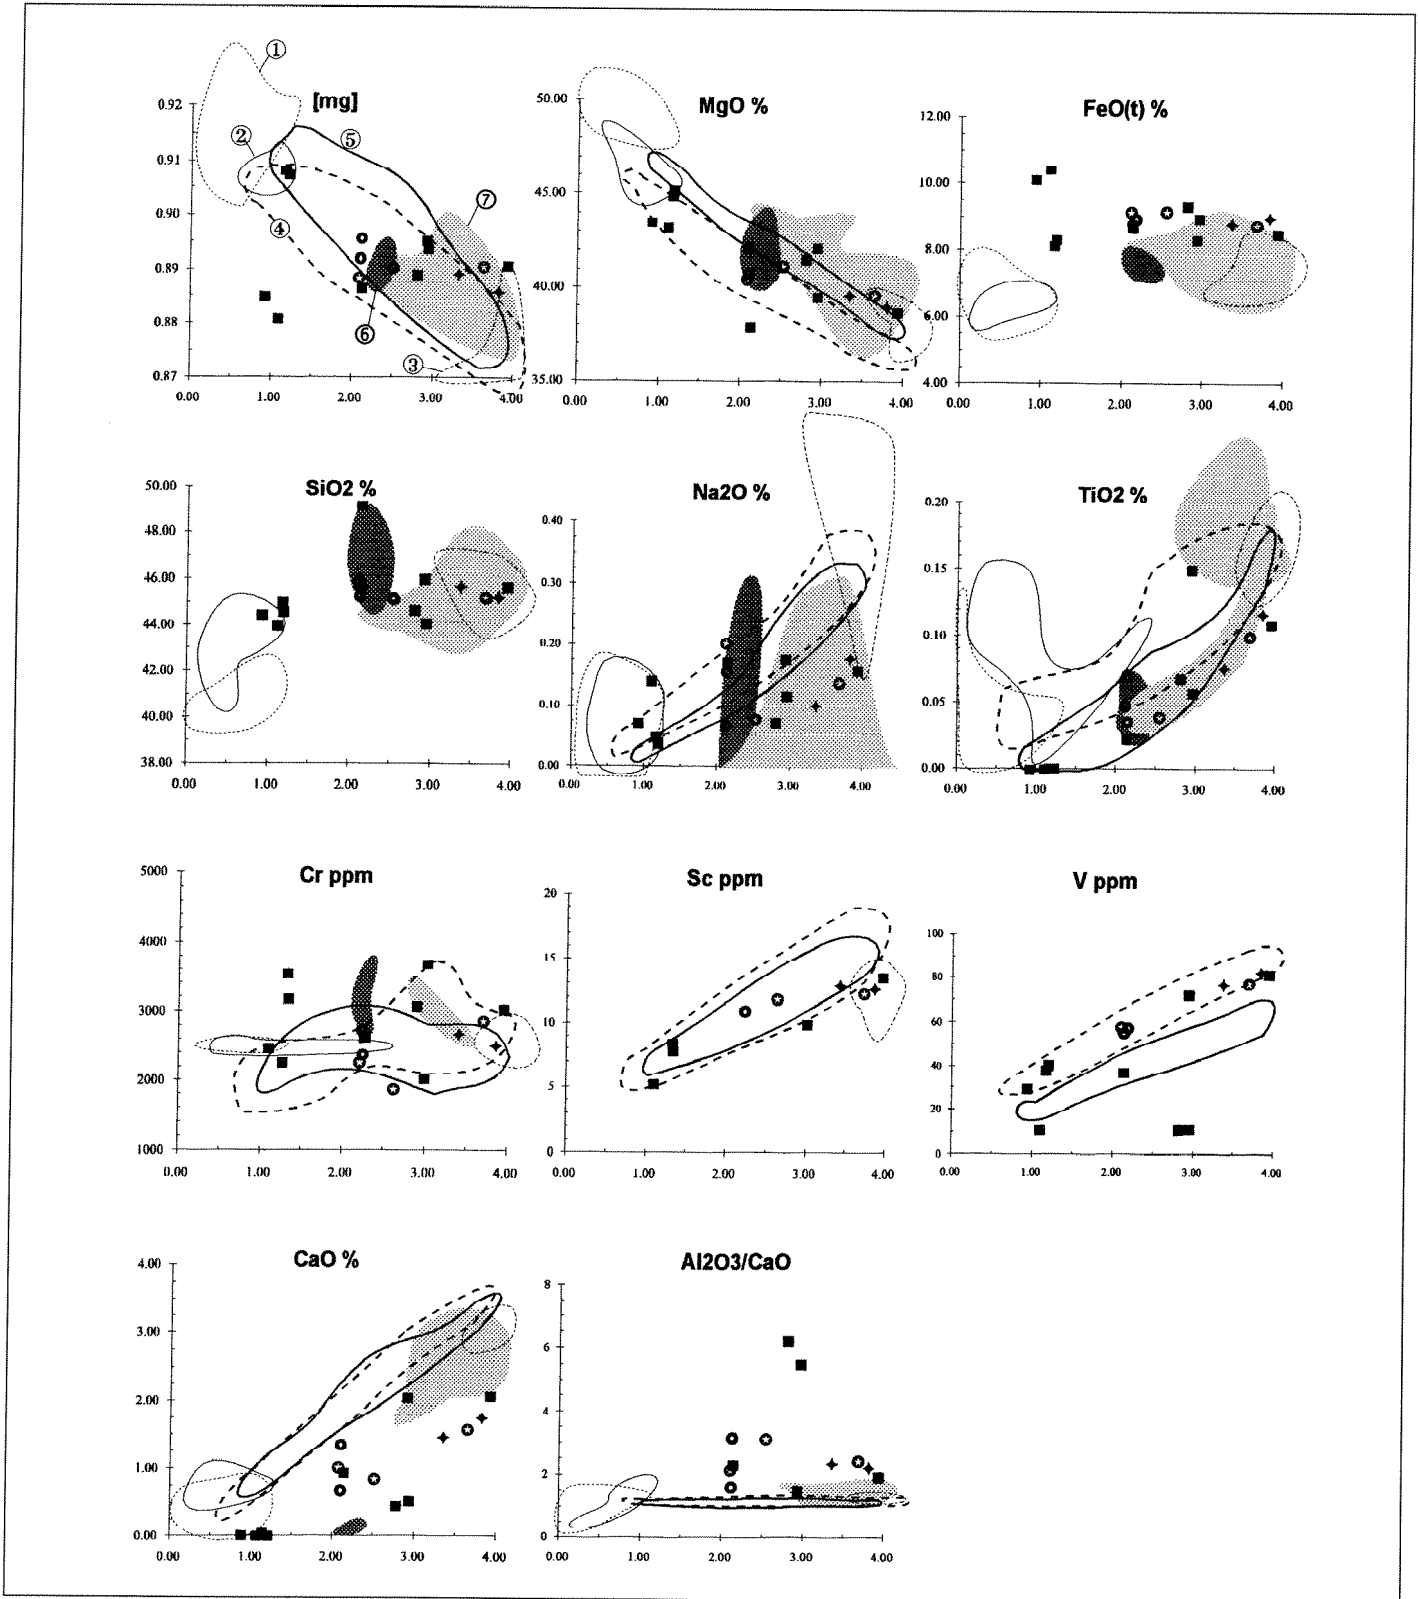 ①
0.92 [mg] 50.00 MgO % 12.00 FeO(t) %
② ⑤
0.91 10.00
④ ⑦ 45.00
0.90
8.00
0.89
40.00
⑥ 6.00
0.88
③
0.87 35.00 4.00
0.00 1.00 2.00 3.00 4.00 0.00 1.00 2.00 3.00 4.00 0.00 1.00 2.00 3.00 4.00
50.00 SiO2 % Na2O % TiO2 %
48.00 0.40 0.20
46.00 0.30 0.15
44.00
0.20 0.10
42.00
0.10 0.05
40.00
38.00 0.00 0.00
0.00 1.00 2.00 3.00 4.00 0.00 1.00 2.00 3.00 4.00 0.00 1.00 2.00 3.00 4.00
5000 Cr ppm 20 Sc ppm V ppm
4000 15 100
80
3000 10 60
40
2000 5
20
1000 0 0
0.00 1.00 2.00 3.00 4.00 0.00 1.00 2.00 3.00 4.00 0.00 1.00 2.00 3.00 4.00
4.00 CaO % 8 Al2O3/CaO
3.00 6
2.00 4
1.00 2
0.00 0
0.00 1.00 2.00 3.00 4.00 0.00 1.00 2.00 3.00 4.00